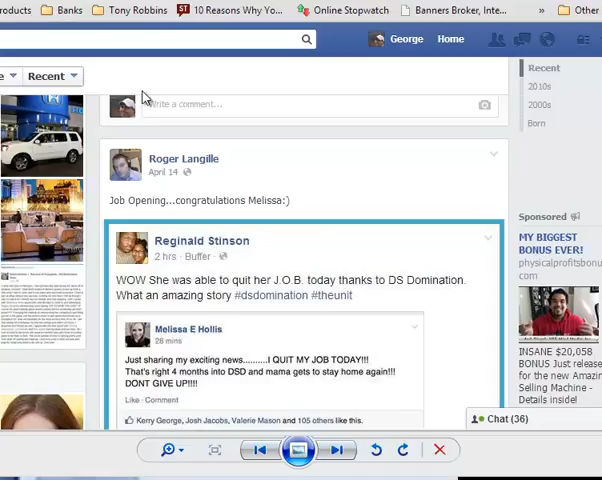 roducts Banks Tony Robbins 10 Reasons Why Yo... Online Stopwatch Banners Broker, Inte... » Other
George Home
e Recent
Recent
2010s
2000s
Born
Write a comment...
Roger Langille
April 14
Job Opening...congratulations Melissa:)
Reginald Stinson
2 hrs · Buffer ·
WOW She was able to quit her J.O.B. today thanks to DS Domination.
What an amazing story #dsdomination #theunit
Melissa E Hollis
28 mins
Just sharing my exciting news..........I QUIT MY JOB TODAY!!!
That's right 4 months into DSD and mama gets to stay home again!!!
DONT GIVE UP!!!!
Like · Comment
Kerry George, Josh Jacobs, Valerie Mason and 105 others like this.
Sponsored
MY BIGGEST
BONUS EVER!
physicalprofitsbonu
com
INSANE $20,058
BONUS Just release
for the new Amazin
Selling Machine -
Details inside!
Chat (36)